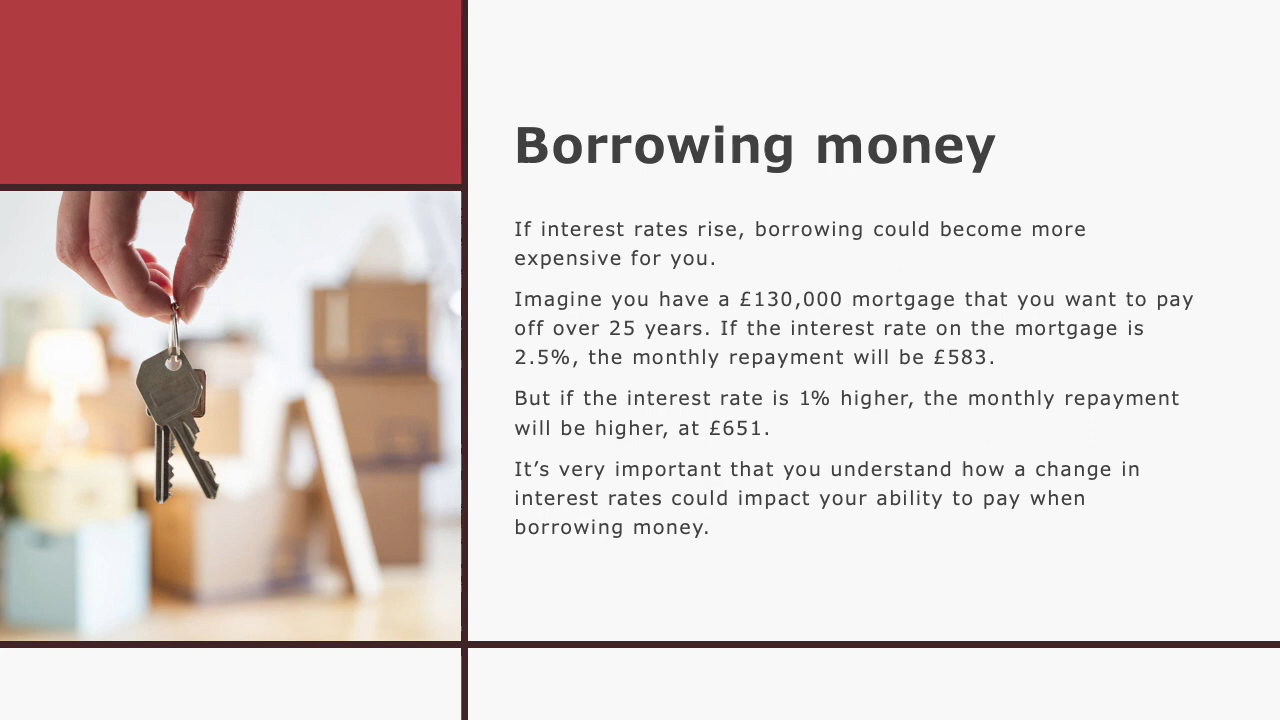 Borrowing money
If interest rates rise, borrowing could become more
expensive for you.
Imagine you have a £130,000 mortgage that you want to pay
off over 25 years. If the interest rate on the mortgage is
2.5%, the monthly repayment will be £583.
But if the interest rate is 1% higher, the monthly repayment
will be higher, at £651.
It’s very important that you understand how a change in
interest rates could impact your ability to pay when
borrowing money.